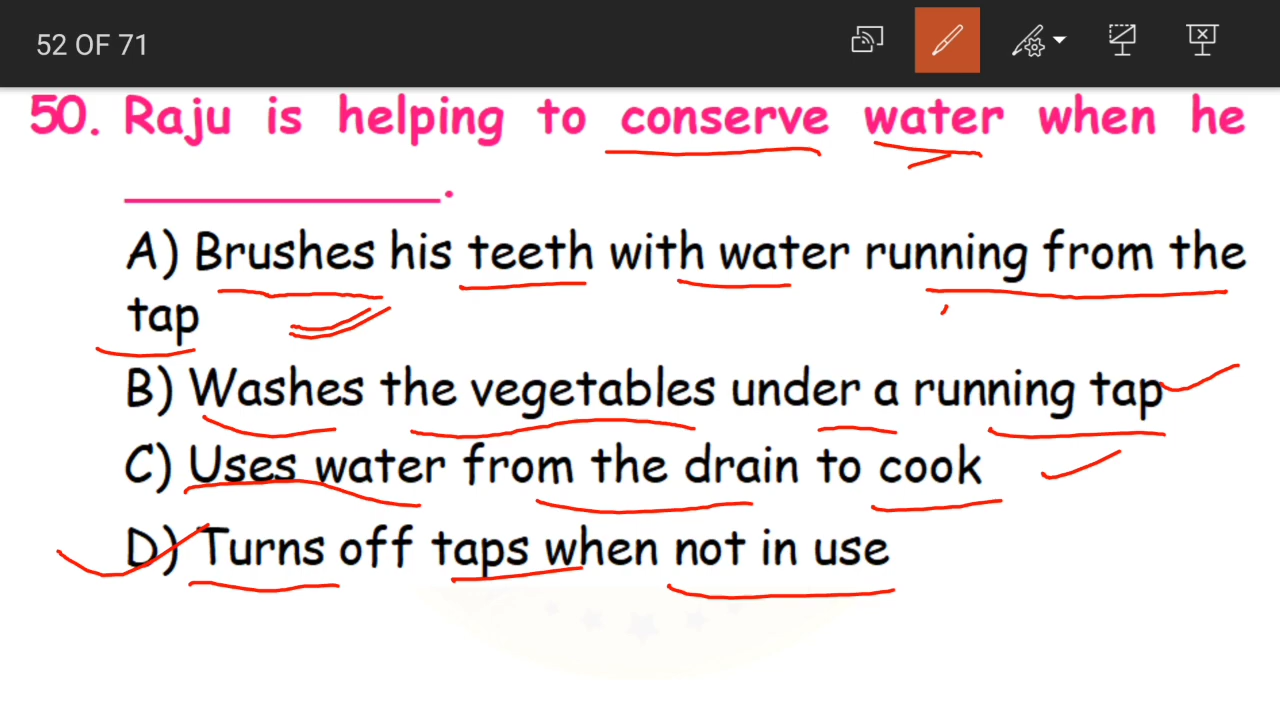 52 OF 71
50. Raju is helping to conserve water when he
____________.
A) Brushes his teeth with water running from the
tap
B) Washes the vegetables under a running tap
C) Uses water from the drain to cook
D) Turns off taps when not in use